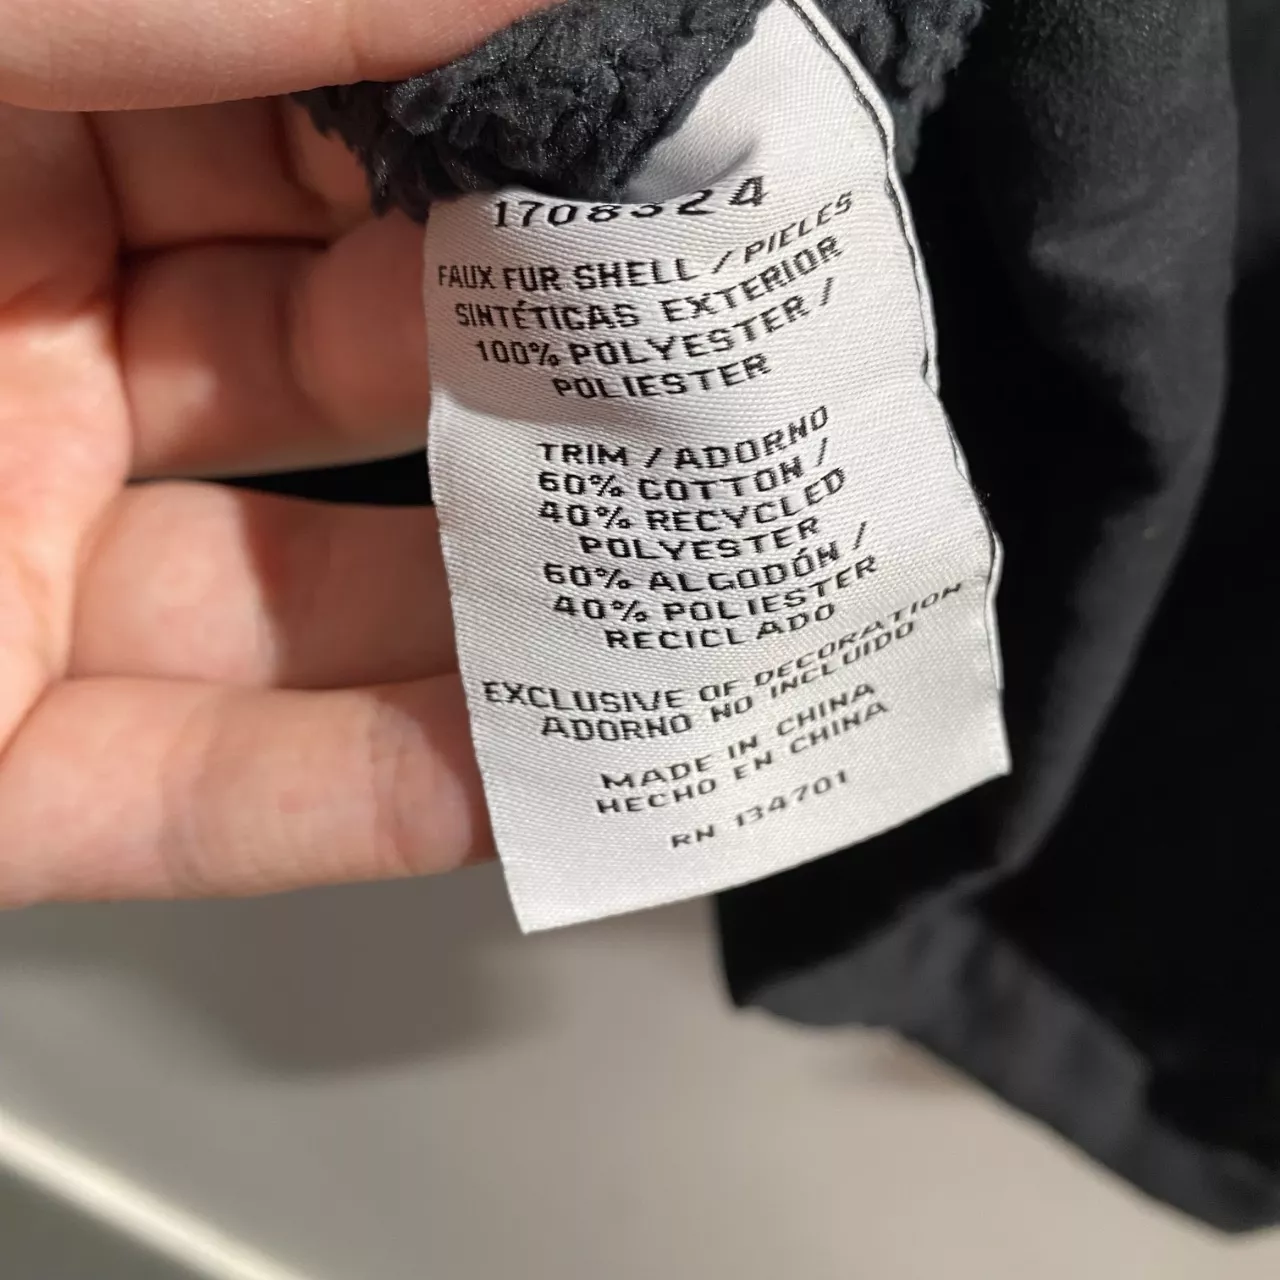 1708324
FAUX FUR SHELL / PIELES
SINTÉTICAS EXTERIOR
100% POLYESTER /
POLIESTER
TRIM / ADORNO
60% COTTON /
40% RECYCLED
POLYESTER
60% ALGODÓN /
40% POLIESTER
RECICLADO
EXCLUSIVE OF DECORATION
ADORNO NO INCLUIDO
MADE IN CHINA
HECHO EN CHINA
RN 134701